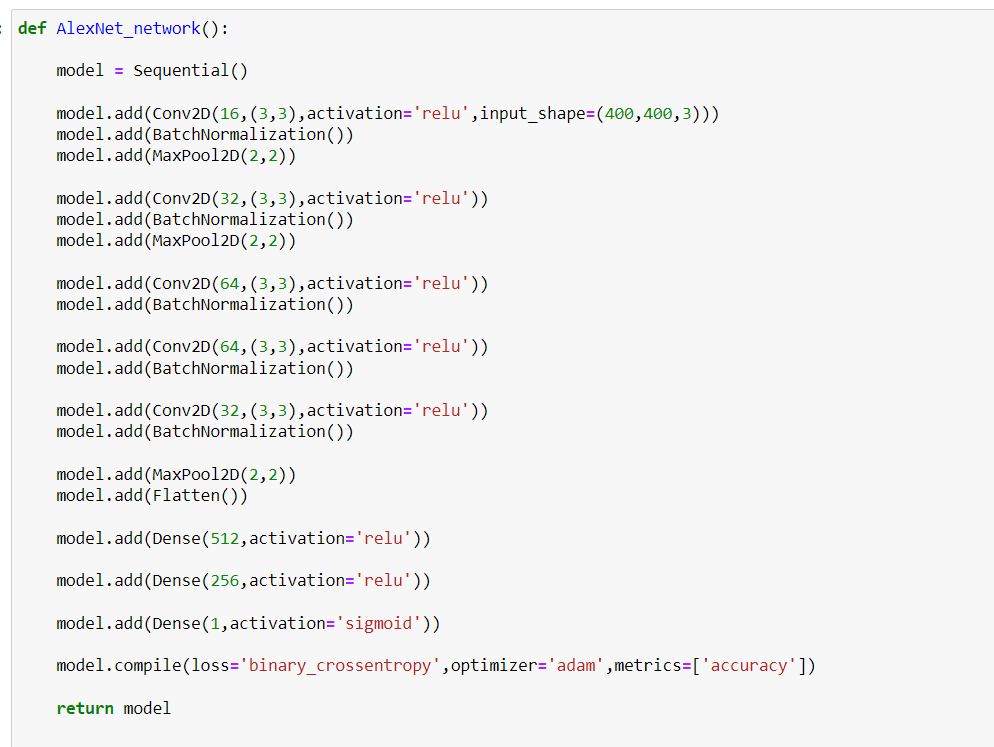 def AlexNet_network():
model = Sequential()
model.add(Conv2D(16,(3,3),activation='relu',input_shape=(400,400,3)))
model.add(BatchNormalization())
model.add(MaxPool2D(2,2))
model.add(Conv2D(32,(3,3),activation='relu'))
model.add(BatchNormalization())
model.add(MaxPool2D(2,2))
model.add(Conv2D(64,(3,3),activation='relu'))
model.add(BatchNormalization())
model.add(Conv2D(64,(3,3),activation='relu'))
model.add(BatchNormalization())
model.add(Conv2D(32,(3,3),activation='relu'))
model.add(BatchNormalization())
model.add(MaxPool2D(2,2))
model.add(Flatten())
model.add(Dense(512,activation='relu'))
model.add(Dense(256,activation='relu'))
model.add(Dense(1,activation='sigmoid'))
model.compile(loss='binary_crossentropy',optimizer='adam',metrics=['accuracy'])
return model